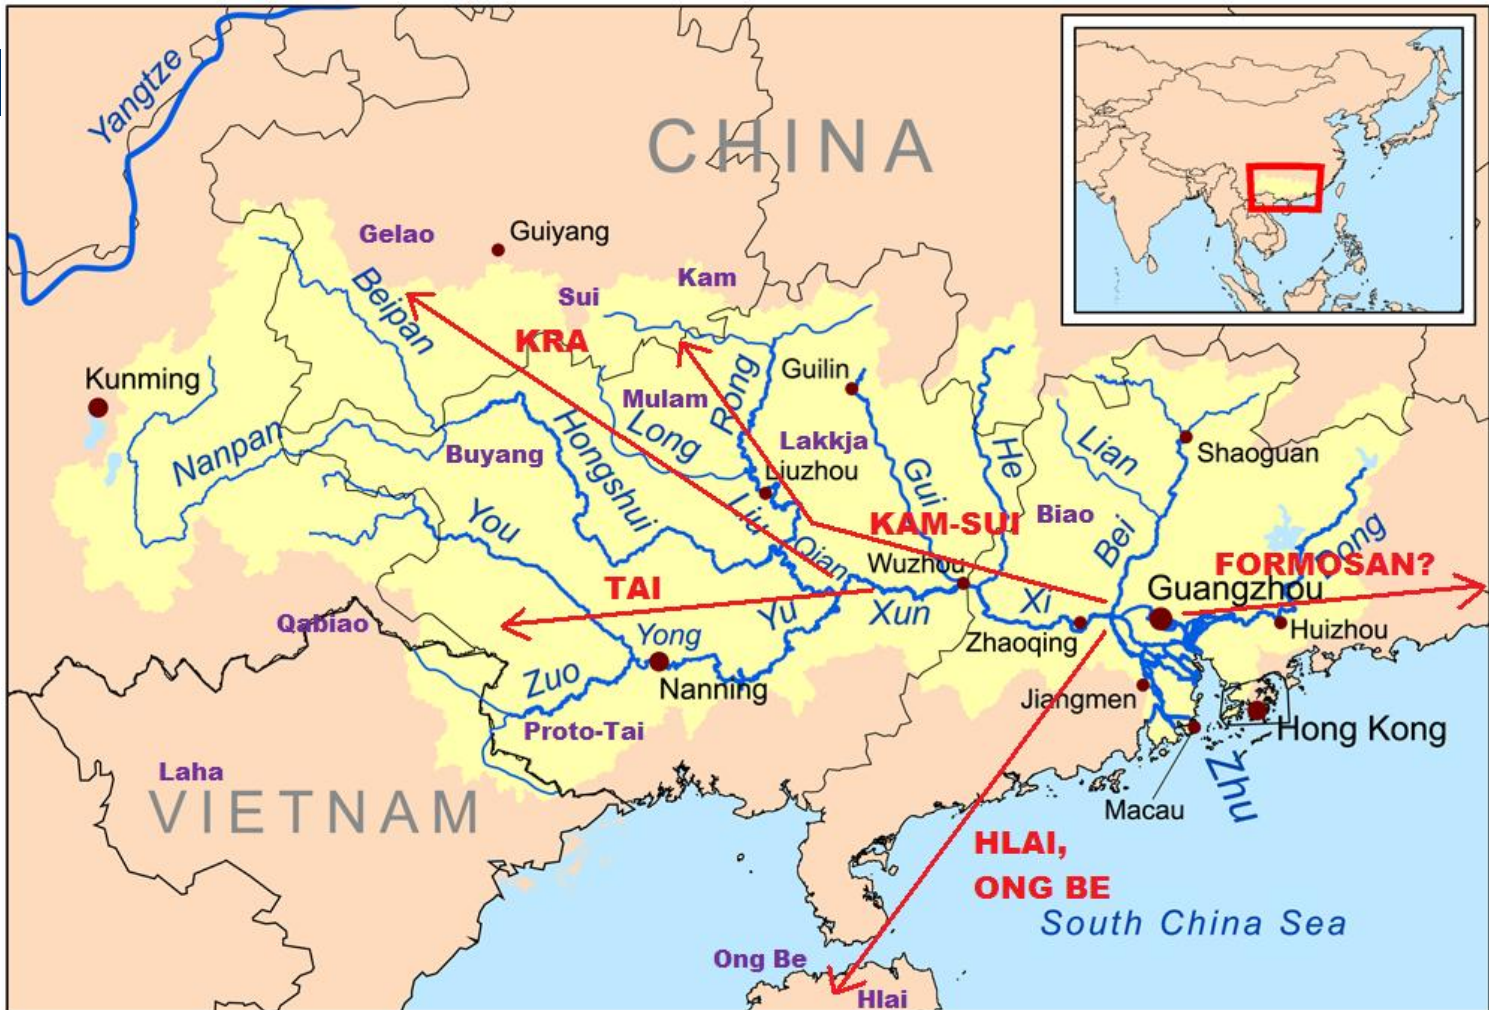 Yangtze
CHINA
Gelao
Guiyang
Kam
Sui
Beipan
KRA
Kunming
Rong
Guilin
Mulam
Nanpan
Hongshui
Long
Lakkja
Buyang
Liuzhou
Gui
He
Lian
Shaoguan
You
Liu
KAM-SUI
Biao
Bei
Dong
Qian
Wuzhou
FORMOSAN?
TAI
Guangzhou
Xun
Xi
Yu
Qabiao
Yong
Zhaoqing
Huizhou
Zuo
Nanning
Jiangmen
Proto-Tai
Hong Kong
Laha
VIETNAM
Zhu
Macau
HLAI,
ONG BE
South China Sea
Ong Be
Hlai